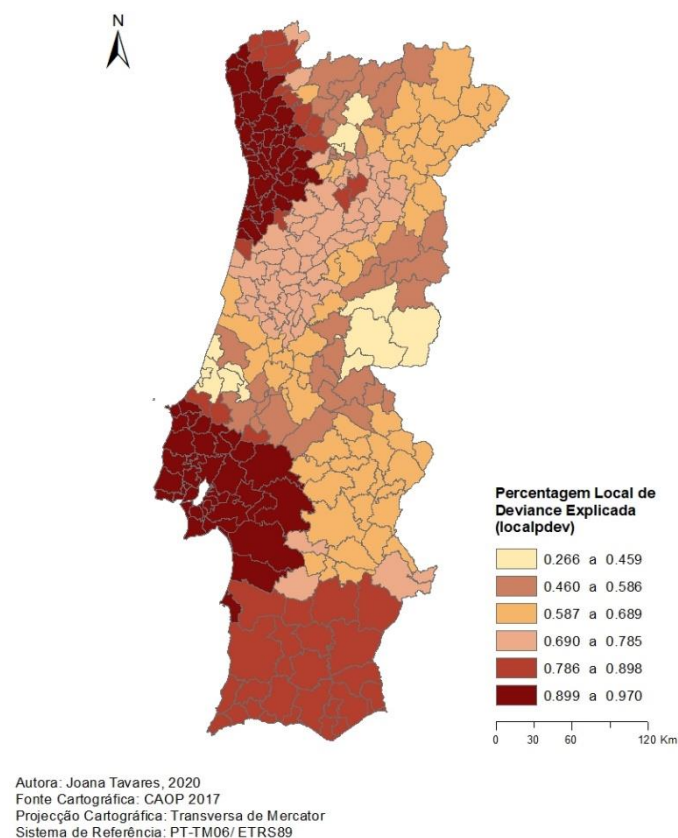 N
Percentagem Local de
Deviance Explicada
(localpdev)
0.266 a 0.459
0.460 a 0.586
0.587 a 0.689
0.690 a 0.785
0.786 a 0.898
0.899 a 0.970
0 30 60 120 Km
Autora: Joana Tavares, 2020
Fonte Cartográfica: CAOP 2017
Projecção Cartográfica: Transversa de Mercator
Sistema de Referência: PT-TM06/ ETRS89